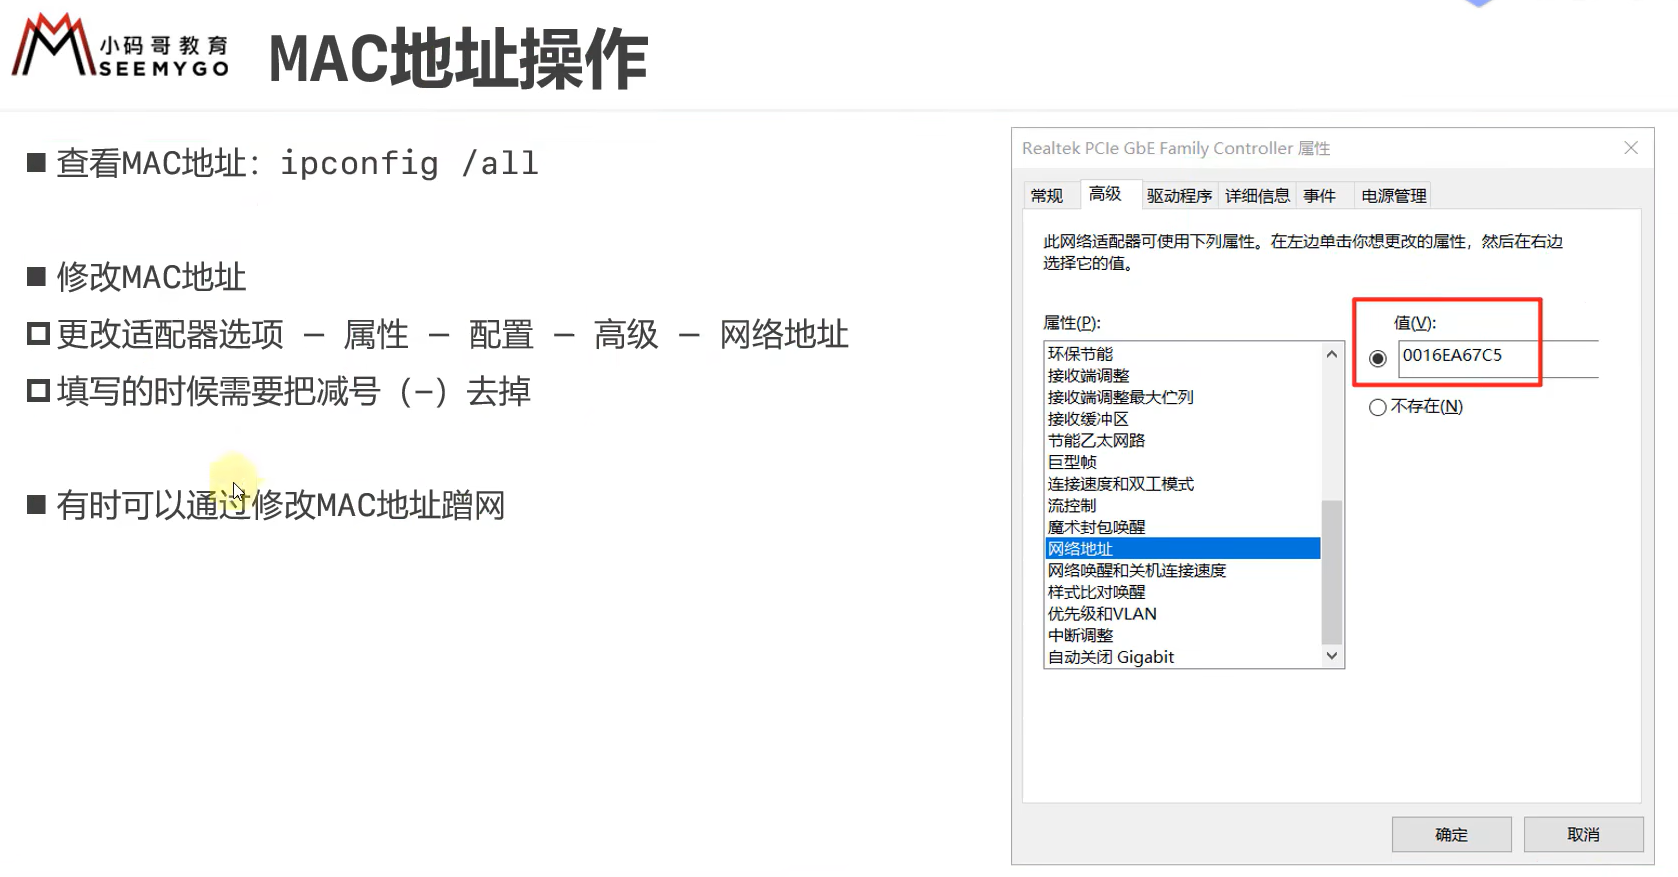 小码哥教育
SEEMYGO
MAC地址操作
查看MAC地址：ipconfig /all
修改MAC地址
更改适配器选项 – 属性 – 配置 – 高级 – 网络地址
填写的时候需要把减号（–）去掉
有时可以通过修改MAC地址蹭网
Realtek PCIe GbE Family Controller 属性
常规 高级 驱动程序 详细信息 事件 电源管理
此网络适配器可使用下列属性。在左边单击你想更改的属性，然后在右边
选择它的值。
属性(P):
环保节能
接收端调整
接收端调整最大伫列
接收缓冲区
节能乙太网路
巨型帧
连接速度和双工模式
流控制
魔术封包唤醒
网络地址
网络唤醒和关机连接速度
样式比对唤醒
优先级和VLAN
中断调整
自动关闭 Gigabit
值(V):
0016EA67C5
不存在(N)
确定 取消